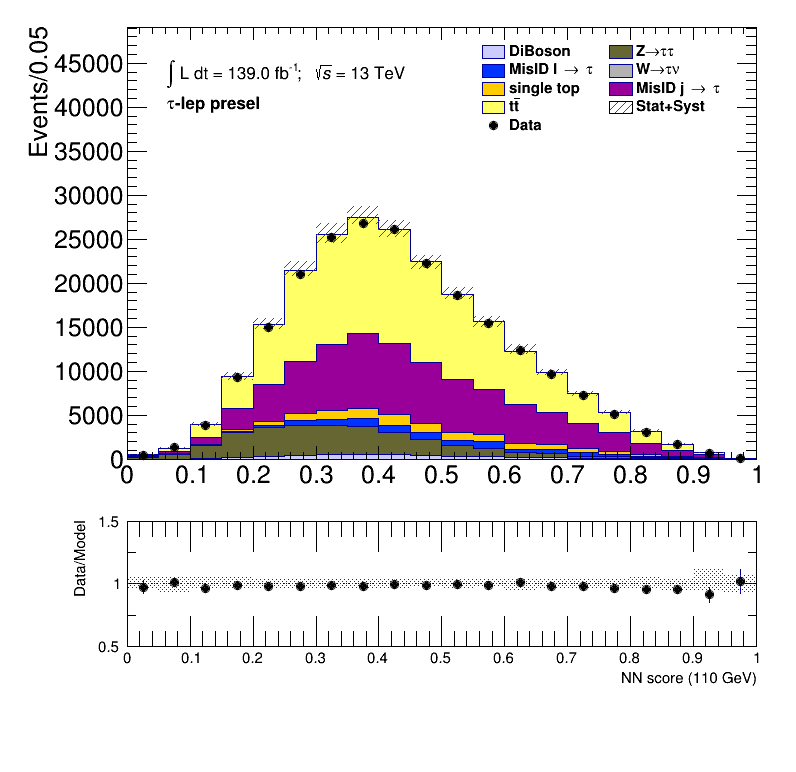 Events/0.05
45000
40000
35000
30000
25000
20000
15000
10000
5000
0
∫ L dt = 139.0 fb⁻¹; √s = 13 TeV
τ-lep presel
DiBoson
MisID l → τ
single top
tt̄
Data
Z→ττ
W→τν
MisID j → τ
Stat+Syst
0 0.1 0.2 0.3 0.4 0.5 0.6 0.7 0.8 0.9 1
Data/Model
1.5
1
0.5
0 0.1 0.2 0.3 0.4 0.5 0.6 0.7 0.8 0.9 1
NN score (110 GeV)